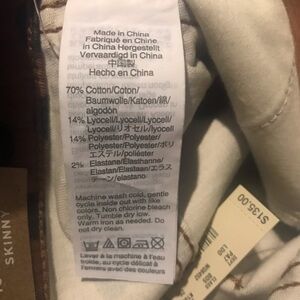 Made in China
Fabriqué en Chine
in China Hergestellt
Vervaardigd in China
中国製
Hecho en China
70% Cotton/Coton/
Baumwolle/Katoen/綿/
algodón
14% Lyocell/Lyocell/Lyocell/
Lyocell/リオセル/lyocell
14% Polyester/Polyester/
Polyester/Polyester/ポリ
エステル/poliéster
2% Elastane/Élasthanne/
Elastan/Elastaan/エラス
テーン/elastano
Machine wash cold, gentle
cycle inside out with like
colors. Non chlorine bleach
only. Tumble dry low.
Warm iron as needed. Do
not dry clean.
Laver à la machine à l'eau
froide, au cycle délicat à
l'envers et avec des
$135.00
SKINNY